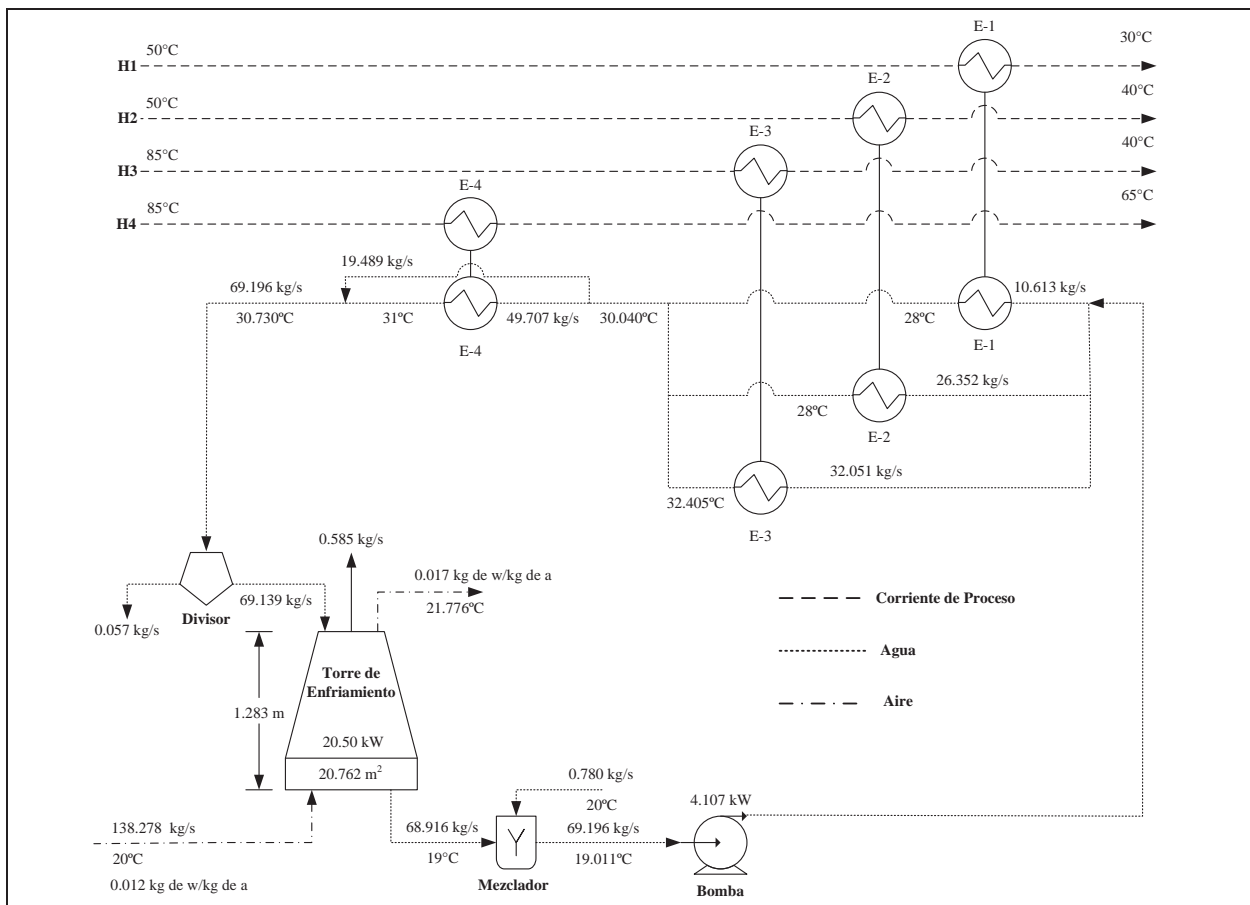 E-1
50°C
30°C
H1
E-2
50°C
40°C
H2
E-3
85°C
40°C
H3
E-4
85°C
65°C
H4
19.489 kg/s
69.196 kg/s
10.613 kg/s
30.730ºC
31ºC
49.707 kg/s
30.040ºC
28°C
E-4
E-1
26.352 kg/s
28ºC
E-2
32.051 kg/s
32.405ºC
E-3
0.585 kg/s
0.017 kg de w/kg de a
21.776ºC
69.139 kg/s
Divisor
0.057 kg/s
Corriente de Proceso
Agua
Aire
Torre de
Enfriamiento
1.283 m
20.50 kW
20.762 m²
0.780 kg/s
20ºC
4.107 kW
138.278 kg/s
68.916 kg/s
69.196 kg/s
20ºC
19°C
19.011ºC
0.012 kg de w/kg de a
Mezclador
Bomba